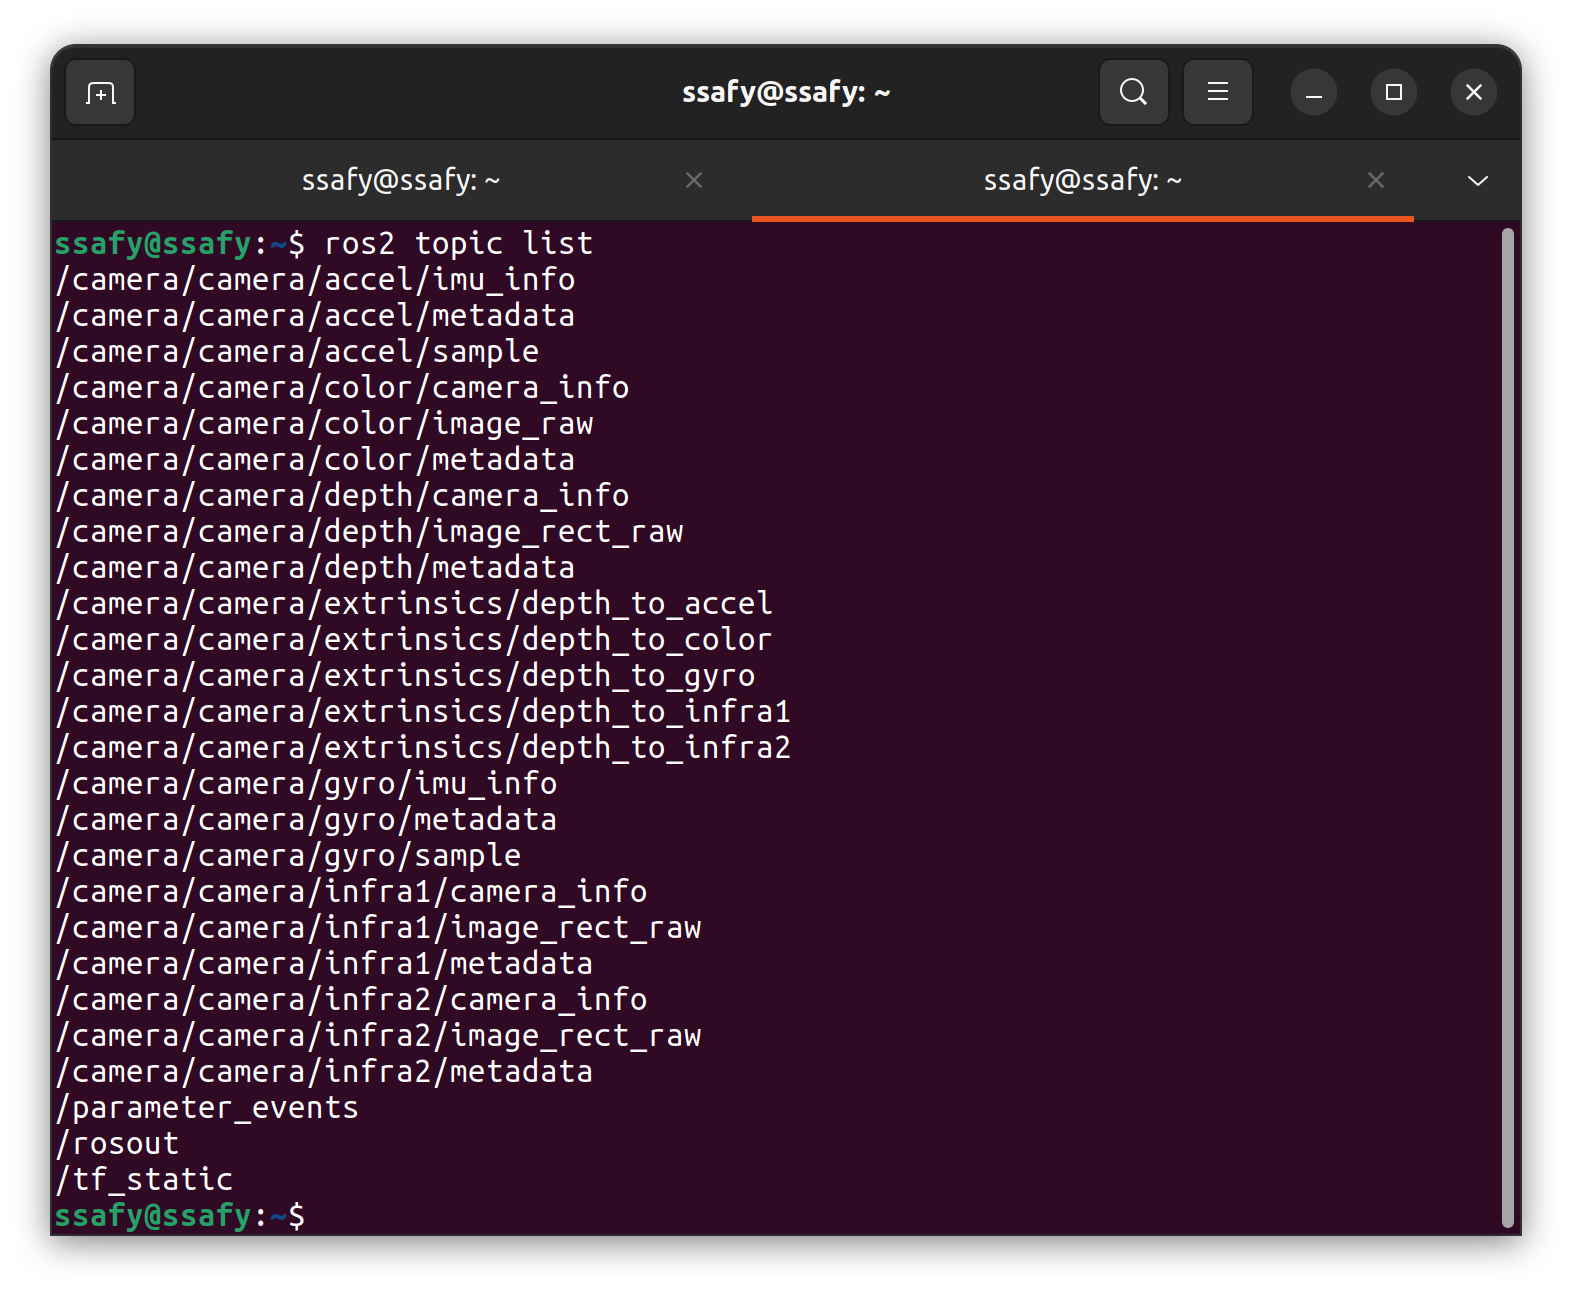 ssafy@ssafy: ~
ssafy@ssafy: ~
ssafy@ssafy: ~
ssafy@ssafy:~$ ros2 topic list
/camera/camera/accel/imu_info
/camera/camera/accel/metadata
/camera/camera/accel/sample
/camera/camera/color/camera_info
/camera/camera/color/image_raw
/camera/camera/color/metadata
/camera/camera/depth/camera_info
/camera/camera/depth/image_rect_raw
/camera/camera/depth/metadata
/camera/camera/extrinsics/depth_to_accel
/camera/camera/extrinsics/depth_to_color
/camera/camera/extrinsics/depth_to_gyro
/camera/camera/extrinsics/depth_to_infra1
/camera/camera/extrinsics/depth_to_infra2
/camera/camera/gyro/imu_info
/camera/camera/gyro/metadata
/camera/camera/gyro/sample
/camera/camera/infra1/camera_info
/camera/camera/infra1/image_rect_raw
/camera/camera/infra1/metadata
/camera/camera/infra2/camera_info
/camera/camera/infra2/image_rect_raw
/camera/camera/infra2/metadata
/parameter_events
/rosout
/tf_static
ssafy@ssafy:~$